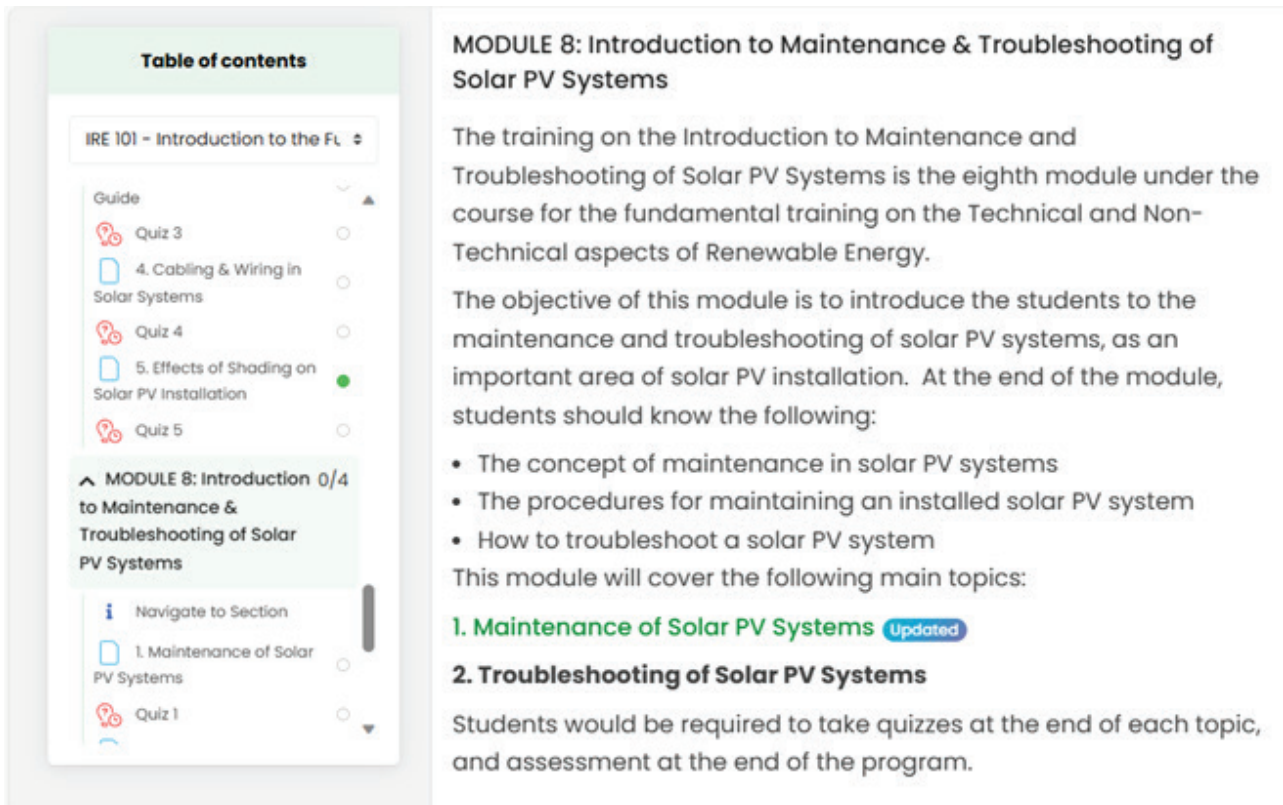 Table of contents
IRE 101 - Introduction to the Fu
Guide
Quiz 3
4. Cabling & Wiring in
Solar Systems
Quiz 4
5. Effects of Shading on
Solar PV Installation
Quiz 5
MODULE 8: Introduction 0/4
to Maintenance &
Troubleshooting of Solar
PV Systems
Navigate to Section
1. Maintenance of Solar
PV Systems
Quiz 1
MODULE 8: Introduction to Maintenance & Troubleshooting of
Solar PV Systems
The training on the Introduction to Maintenance and
Troubleshooting of Solar PV Systems is the eighth module under the
course for the fundamental training on the Technical and Non-
Technical aspects of Renewable Energy.
The objective of this module is to introduce the students to the
maintenance and troubleshooting of solar PV systems, as an
important area of solar PV installation. At the end of the module,
students should know the following:
• The concept of maintenance in solar PV systems
• The procedures for maintaining an installed solar PV system
• How to troubleshoot a solar PV system
This module will cover the following main topics:
1. Maintenance of Solar PV Systems Updated
2. Troubleshooting of Solar PV Systems
Students would be required to take quizzes at the end of each topic,
and assessment at the end of the program.